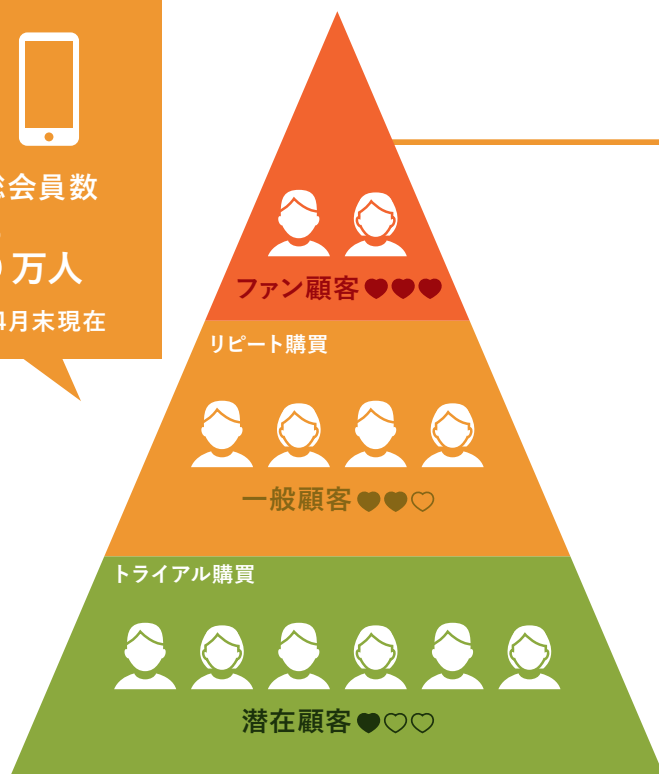 会員数
万人
4月末現在
ファン顧客
リピート購買
一般顧客
トライアル購買
潜在顧客